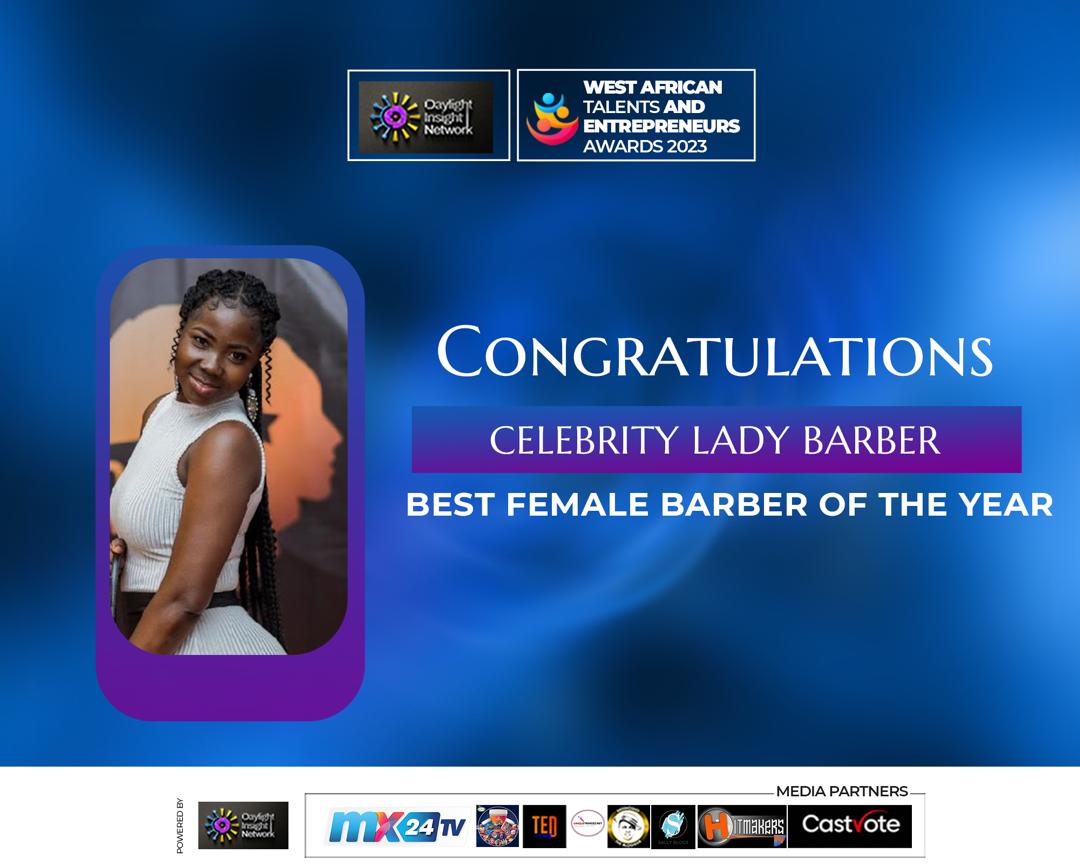 Daylight
Insight
Network
WEST AFRICAN
TALENTS AND
ENTREPRENEURS
AWARDS 2023
CONGRATULATIONS
CELEBRITY LADY BARBER
BEST FEMALE BARBER OF THE YEAR
MEDIA PARTNERS
POWERED BY
Daylight
Insight
Network
MX24TV
TEQ
HITMAKERS
CastVote